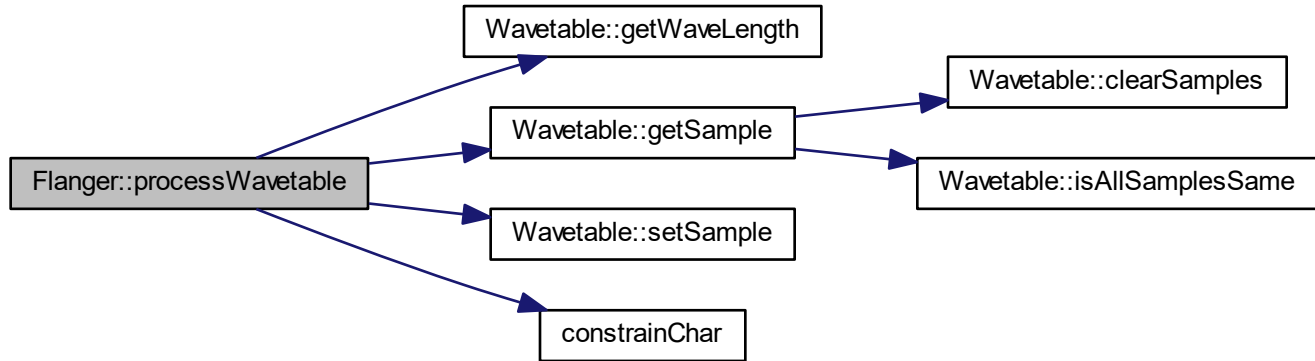 Wavetable::getWaveLength
Wavetable::clearSamples
Wavetable::getSample
Flanger::processWavetable
Wavetable::isAllSamplesSame
Wavetable::setSample
constrainChar